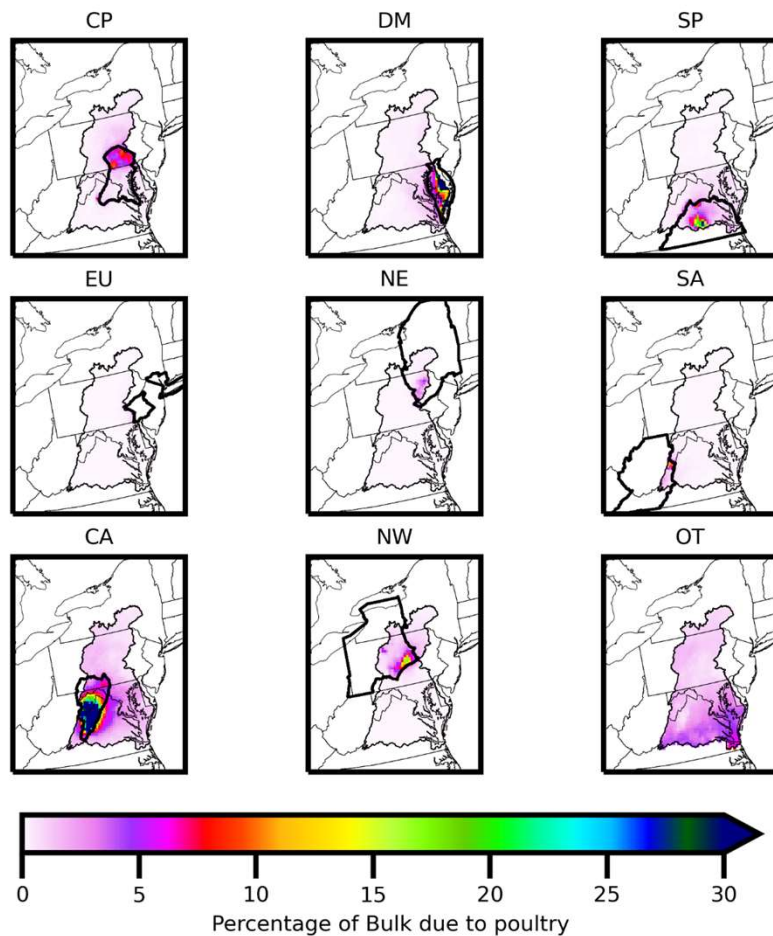 CP DM SP
EU NE SA
CA NW OT
0 5 10 15 20 25 30
Percentage of Bulk due to poultry